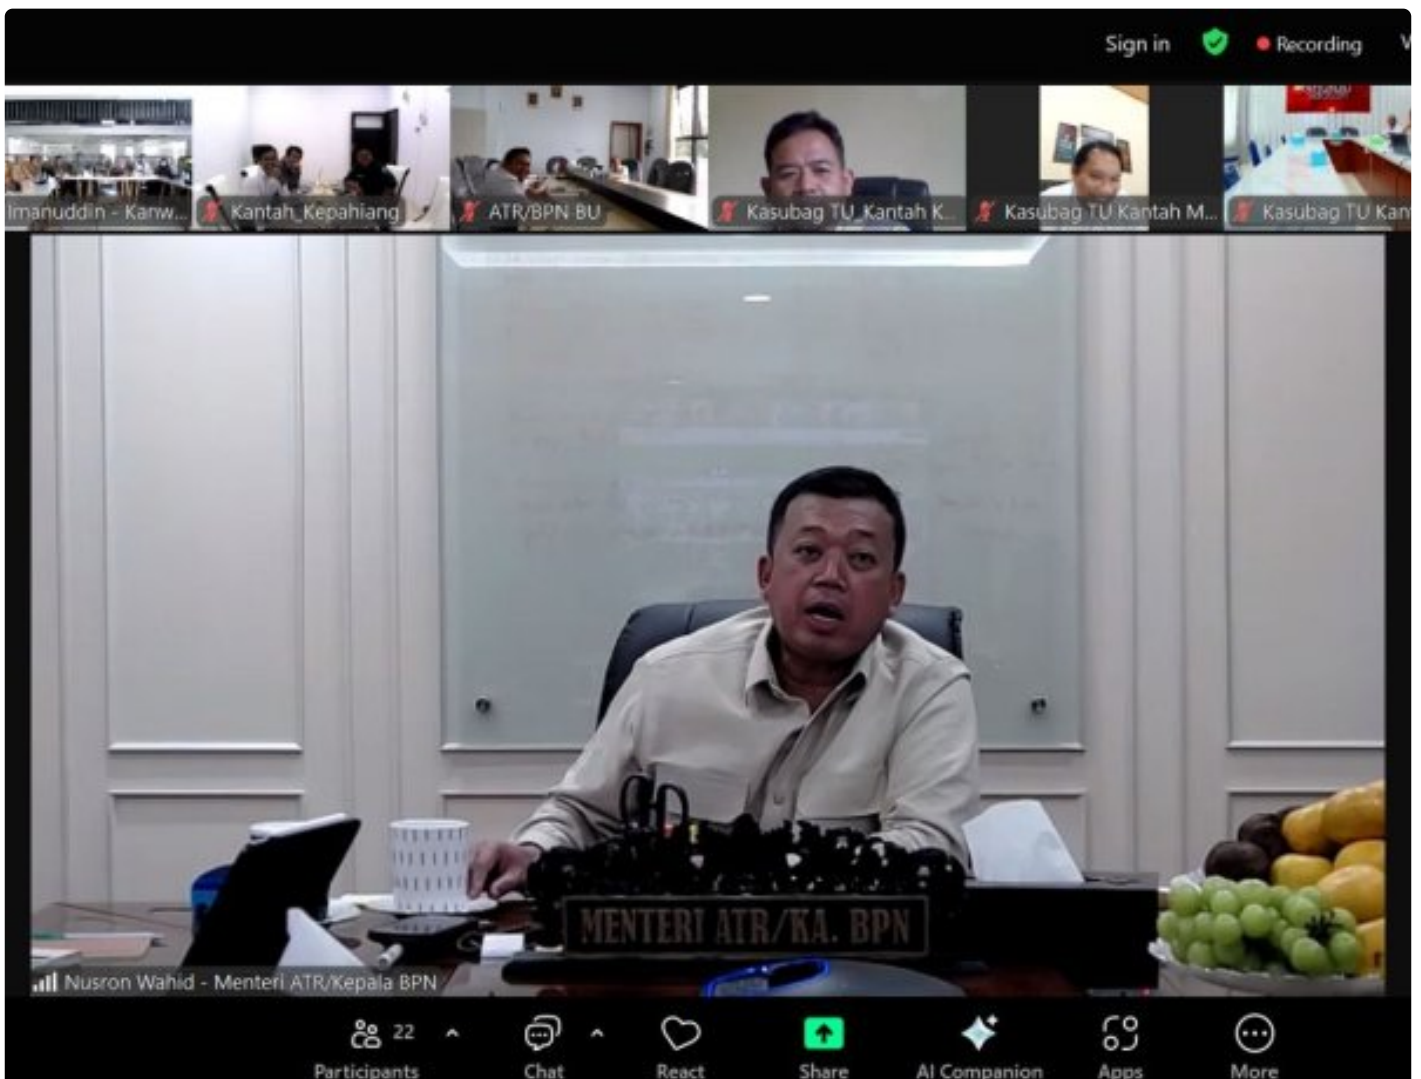 Sign in
Recording
Imanuddin - Kanw...
Kantah_Kepahiang
ATR/BPN BU
Kasubag TU_Kantah K...
Kasubag TU Kantah M...
Kasubag TU Kan
MENTERI ATR/KA. BPN
Nusron Wahid - Menteri ATR/Kepala BPN
22
Participants
Chat
React
Share
AI Companion
Apps
More